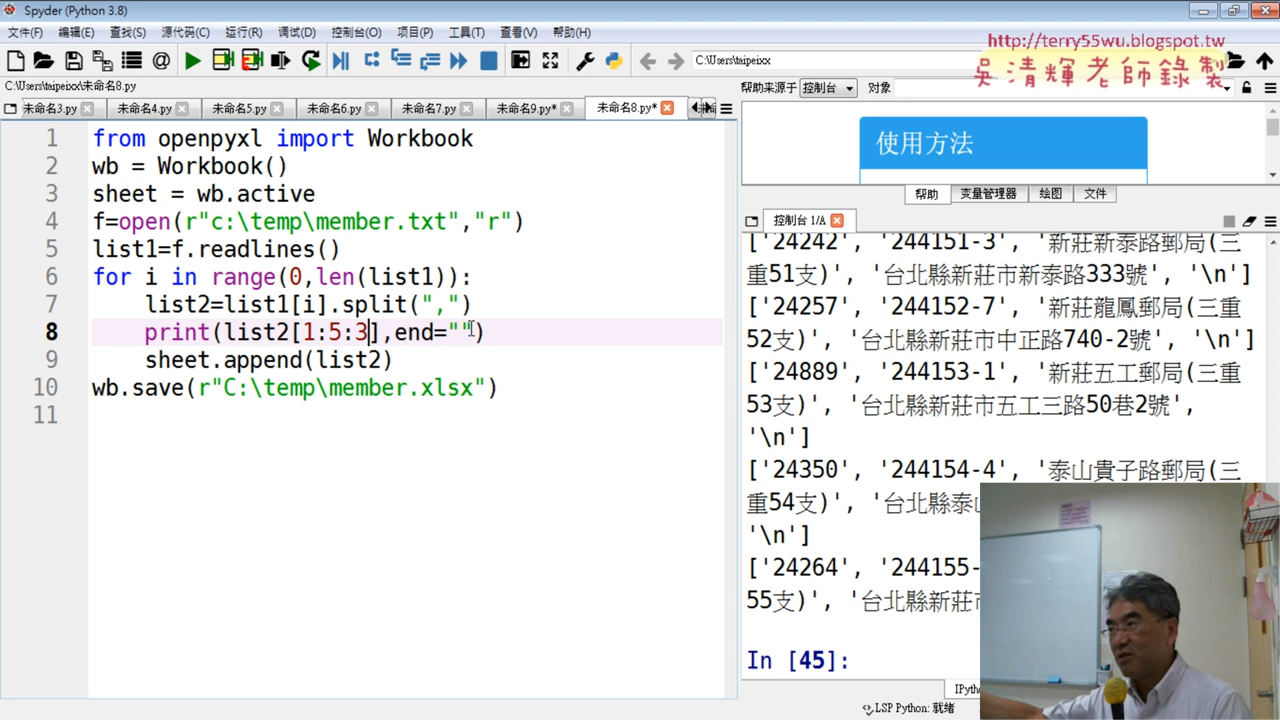 Spyder (Python 3.8)
文件(F) 编辑(E) 查找(S) 源代码(C) 运行(R) 调试(D) 控制台(O) 项目(P) 工具(T) 查看(V) 帮助(H)
http://terry55wu.blogspot.tw
吳清輝老師錄製
C:\Users\taipeixx
C:\Users\taipeixx\未命名8.py
帮助来源于 控制台 对象
未命名3.py 未命名4.py 未命名5.py 未命名6.py 未命名7.py 未命名9.py* 未命名8.py*
1 from openpyxl import Workbook
2 wb = Workbook()
3 sheet = wb.active
4 f=open(r"c:\temp\member.txt","r")
5 list1=f.readlines()
6 for i in range(0,len(list1)):
7 list2=list1[i].split(",")
8 print(list2[1:5:3],end="")
9 sheet.append(list2)
10 wb.save(r"C:\temp\member.xlsx")
11
使用方法
帮助 变量管理器 绘图 文件
控制台 1/A
['24242', '244151-3', '新莊新泰路郵局(三
重51支)', '台北縣新莊市新泰路333號', '\n']
['24257', '244152-7', '新莊龍鳳郵局(三重
52支)', '台北縣新莊市中正路740-2號', '\n']
['24889', '244153-1', '新莊五工郵局(三重
53支)', '台北縣新莊市五工三路50巷2號',
'\n']
['24350', '244154-4', '泰山貴子路郵局(三
重54支)', '台北縣泰
'\n']
['24264', '244155-
55支)', '台北縣新莊
In [45]:
IPyth
LSP Python: 就绪